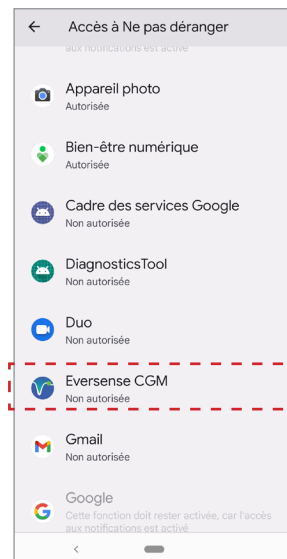 Accès à Ne pas déranger
aux notifications est activé
Appareil photo
Autorisée
Bien-être numérique
Autorisée
Cadre des services Google
Non autorisée
DiagnosticsTool
Non autorisée
Duo
Non autorisée
Eversense CGM
Non autorisée
Gmail
Non autorisée
Google
Cette fonction doit rester activée, car l'accès
aux notifications est activé